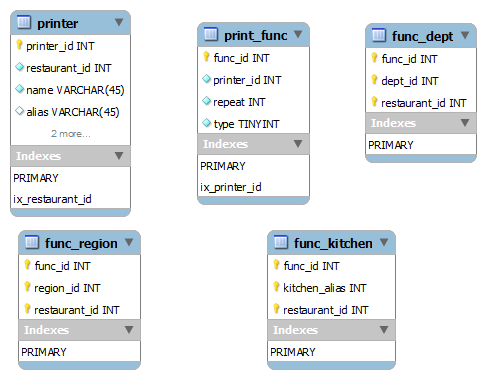 printer
printer_id INT
restaurant_id INT
name VARCHAR(45)
alias VARCHAR(45)
2 more...
Indexes
PRIMARY
ix_restaurant_id
print_func
func_id INT
printer_id INT
repeat INT
type TINYINT
Indexes
PRIMARY
ix_printer_id
func_dept
func_id INT
dept_id INT
restaurant_id INT
Indexes
PRIMARY
func_region
func_id INT
region_id INT
restaurant_id INT
Indexes
PRIMARY
func_kitchen
func_id INT
kitchen_alias INT
restaurant_id INT
Indexes
PRIMARY